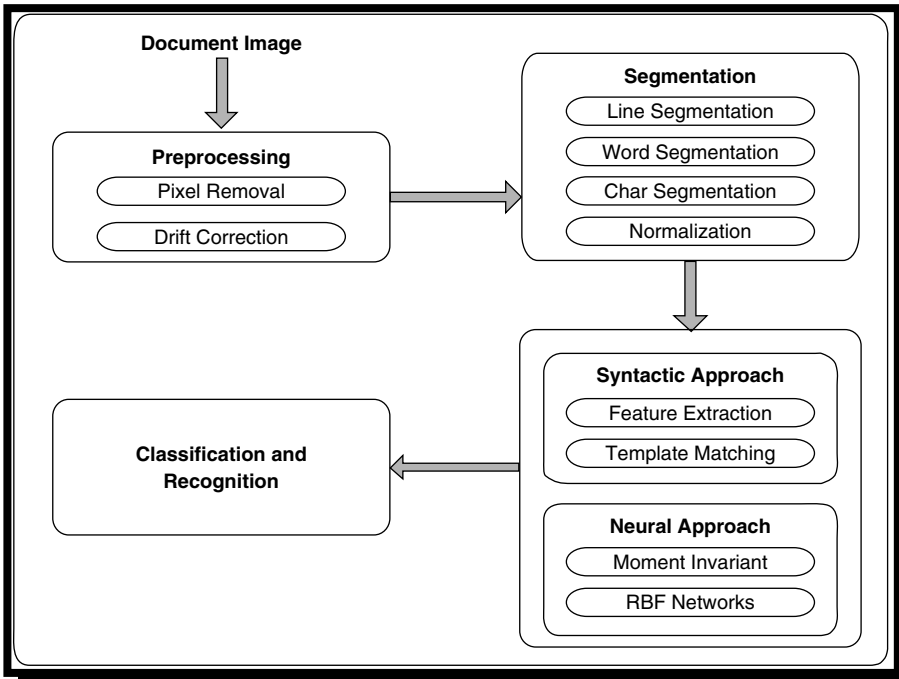 Document Image
Preprocessing
Pixel Removal
Drift Correction
Segmentation
Line Segmentation
Word Segmentation
Char Segmentation
Normalization
Syntactic Approach
Feature Extraction
Template Matching
Neural Approach
Moment Invariant
RBF Networks
Classification and
Recognition